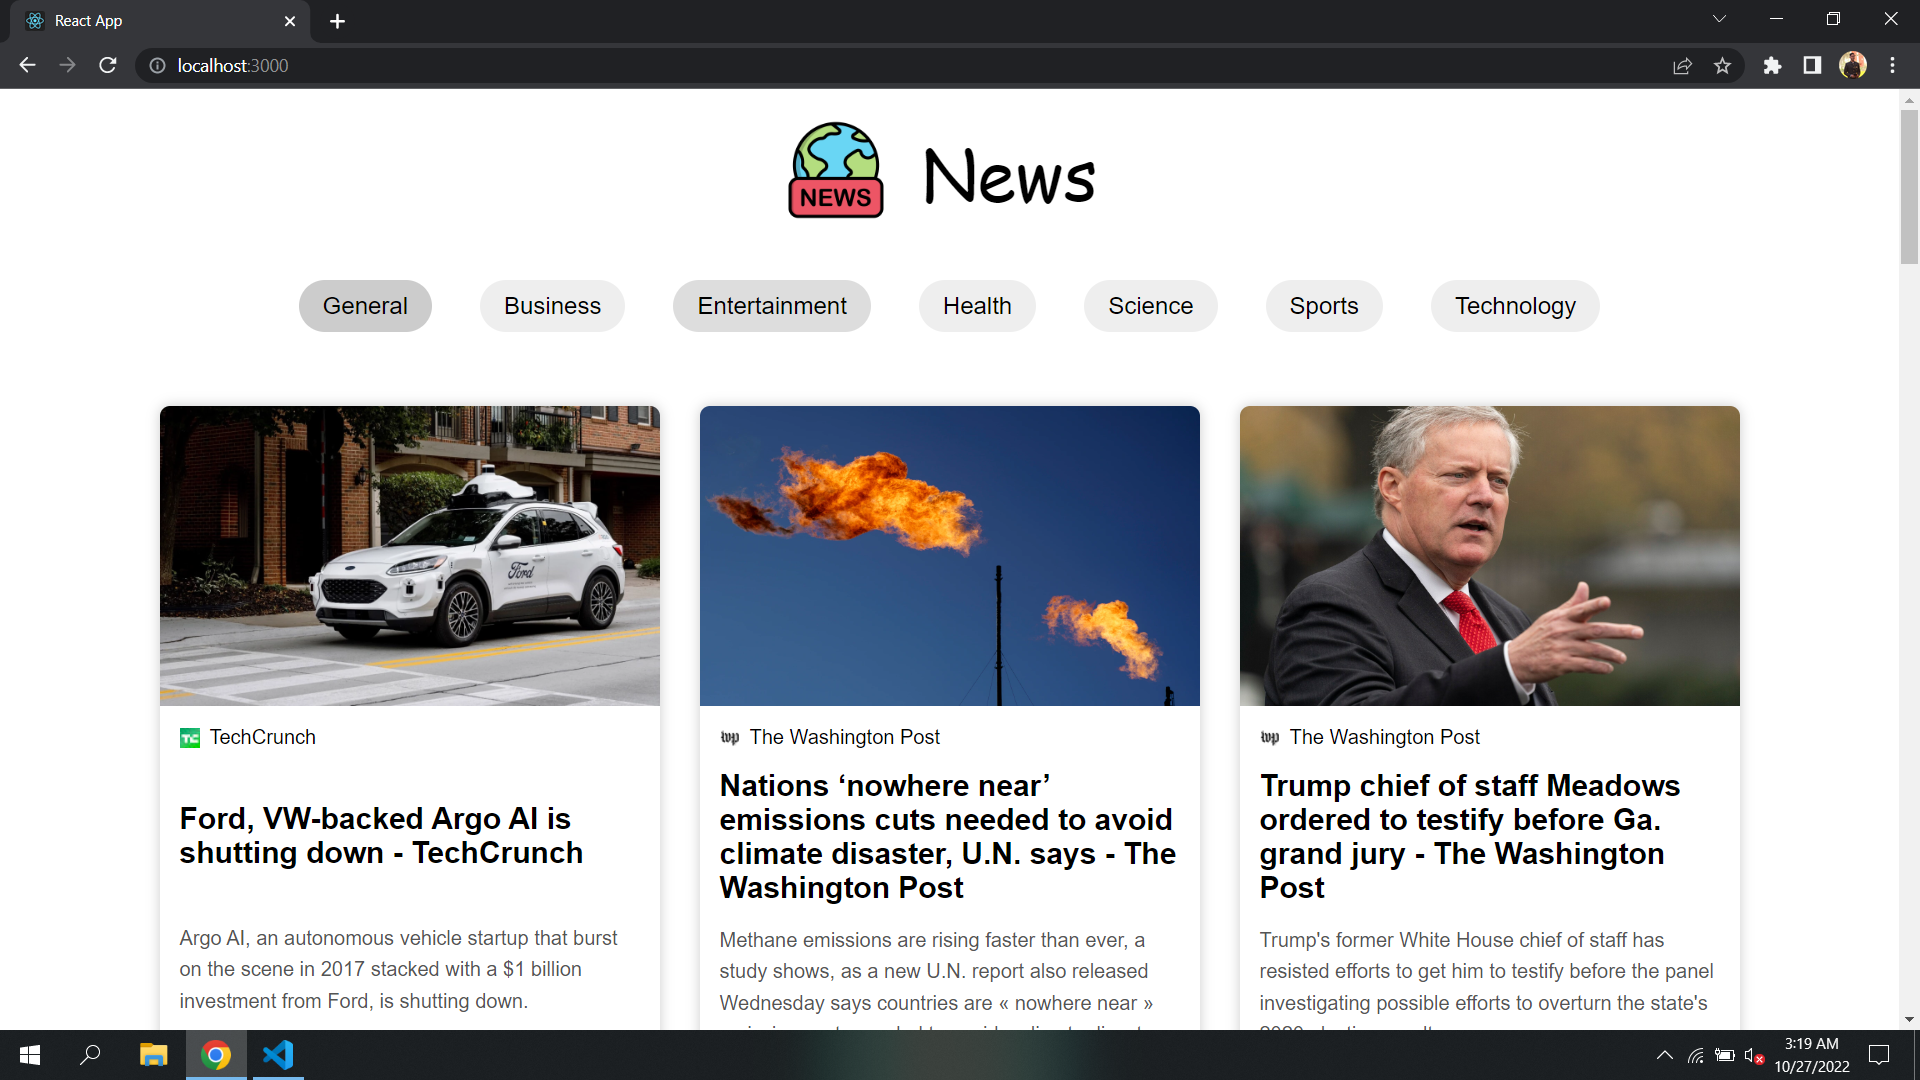 React App
localhost:3000
NEWS
News
General Business Entertainment Health Science Sports Technology
Ford
TechCrunch
Ford, VW-backed Argo AI is
shutting down - TechCrunch
Argo AI, an autonomous vehicle startup that burst
on the scene in 2017 stacked with a $1 billion
investment from Ford, is shutting down.
wp The Washington Post
Nations ‘nowhere near’
emissions cuts needed to avoid
climate disaster, U.N. says - The
Washington Post
Methane emissions are rising faster than ever, a
study shows, as a new U.N. report also released
Wednesday says countries are « nowhere near »
wp The Washington Post
Trump chief of staff Meadows
ordered to testify before Ga.
grand jury - The Washington
Post
Trump's former White House chief of staff has
resisted efforts to get him to testify before the panel
investigating possible efforts to overturn the state's
3:19 AM
10/27/2022